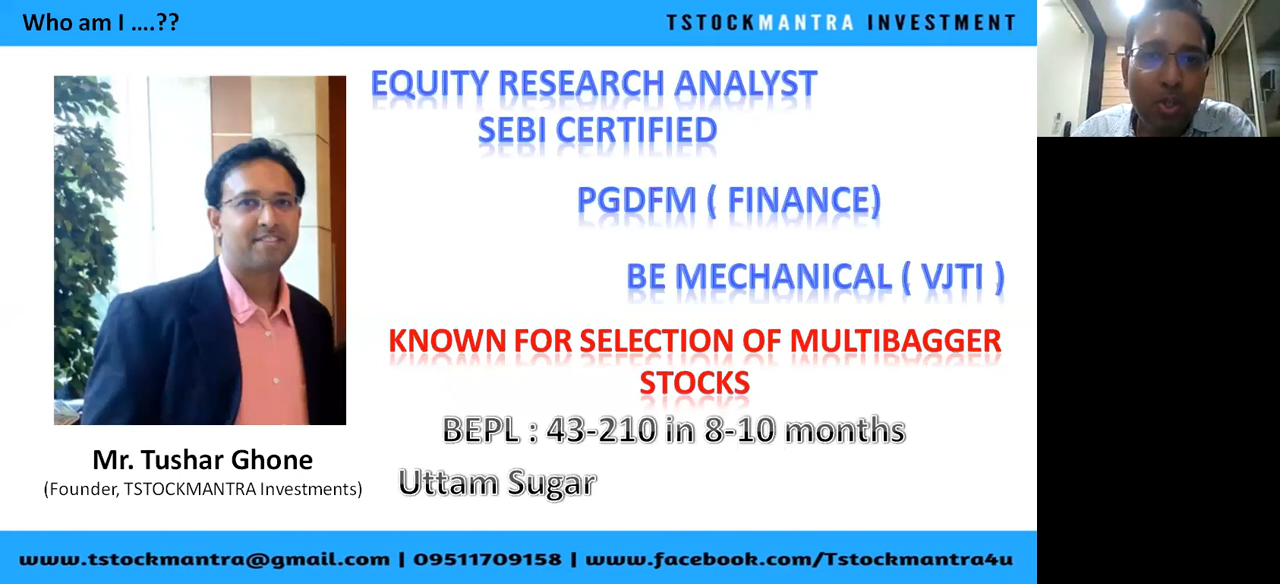 Who am I ....??
TSTOCKMANTRA INVESTMENT
EQUITY RESEARCH ANALYST
SEBI CERTIFIED
PGDFM ( FINANCE)
BE MECHANICAL ( VJTI )
KNOWN FOR SELECTION OF MULTIBAGGER
STOCKS
BEPL : 43-210 in 8-10 months
Uttam Sugar
Mr. Tushar Ghone
(Founder, TSTOCKMANTRA Investments)
www.tstockmantra@gmail.com | 09511709158 | www.facebook.com/Tstockmantra4u